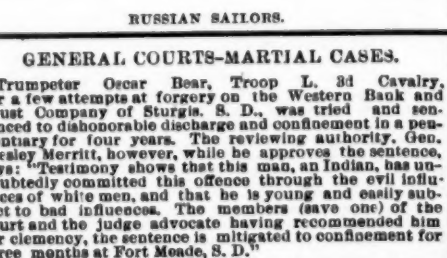 RUSSIAN SAILORS.
GENERAL COURTS-MARTIAL CASES.
Trumpeter Oscar Bear, Troop L, 3d Cavalry,
r a few attempts at forgery on the Western Bank and
ust Company of Sturgis, S. D., was tried and sen-
nced to dishonorable discharge and confinement in a pen-
entiary for four years. The reviewing authority, Gen.
esley Merritt, however, while he approves the sentence,
ys: "Testimony shows that this man, an Indian, has un-
ubtedly committed this offence through the evil influ-
ces of white men, and that he is young and easily sub-
ct to bad influences. The members (save one) of the
urt and the judge advocate having recommended him
r clemency, the sentence is mitigated to confinement for
ree months at Fort Meade, S. D."